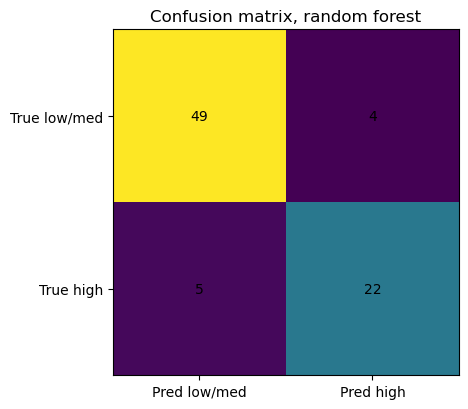 Confusion matrix, random forest
True low/med 49 4
True high 5 22
Pred low/med Pred high